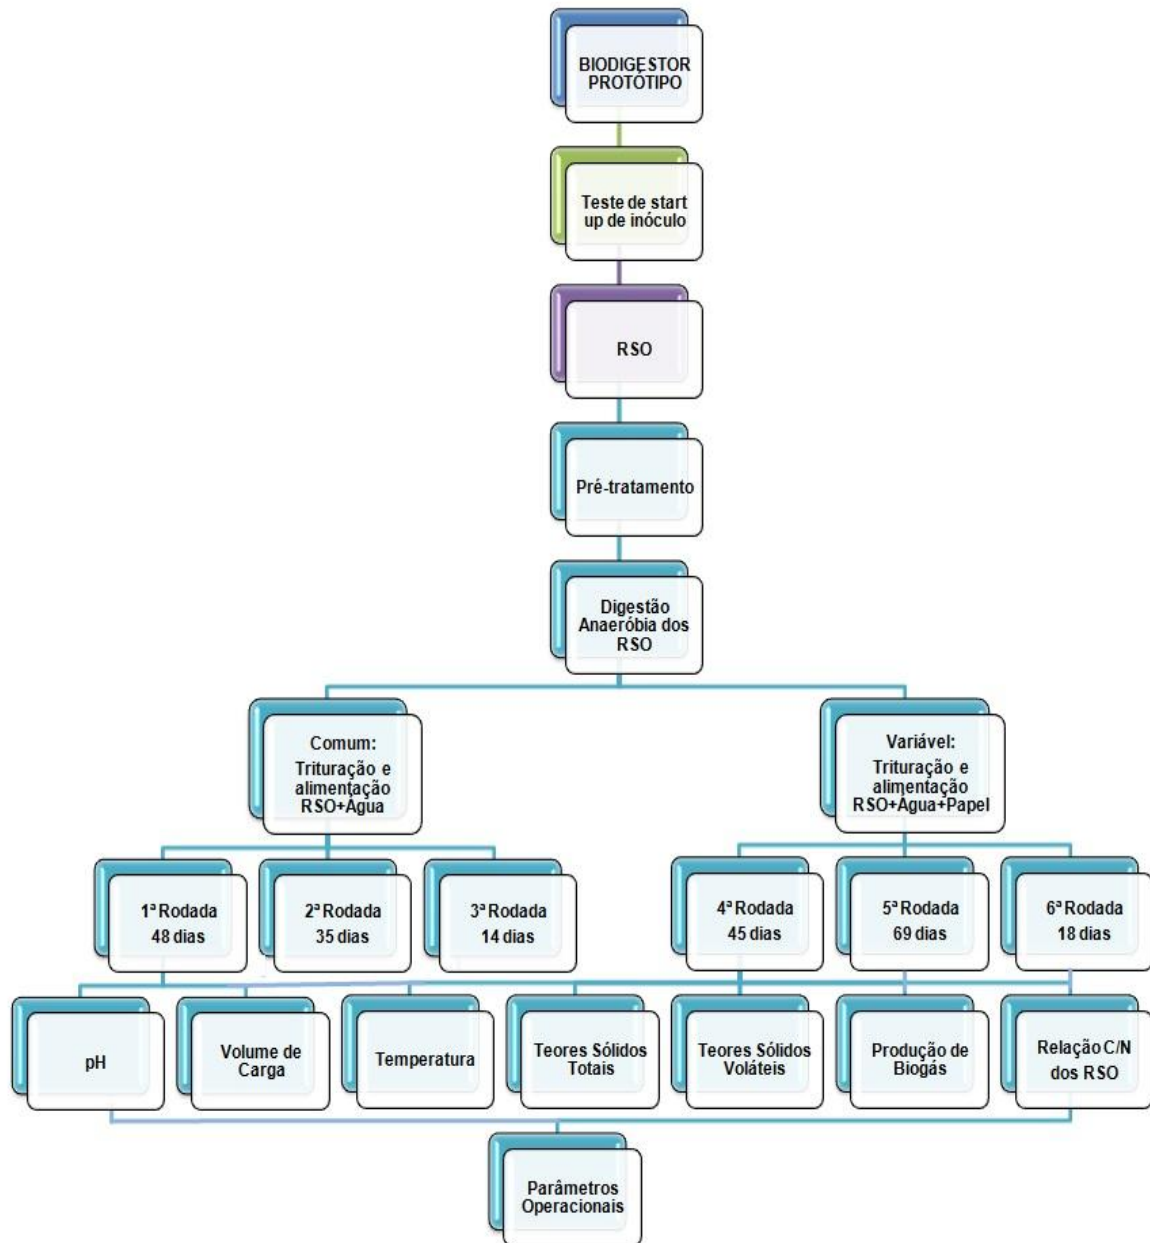 BIODIGESTOR
PROTÓTIPO
Teste de start
up de inóculo
RSO
Pré-tratamento
Digestão
Anaeróbia dos
RSO
Comum:
Trituração e
alimentação
RSO+Água
Variável:
Trituração e
alimentação
RSO+Água+Papel
1ª Rodada
48 dias
2ª Rodada
35 dias
3ª Rodada
14 dias
4ª Rodada
45 dias
5ª Rodada
69 dias
6ª Rodada
18 dias
pH
Volume de
Carga
Temperatura
Teores Sólidos
Totais
Teores Sólidos
Voláteis
Produção de
Biogás
Relação C/N
dos RSO
Parâmetros
Operacionais